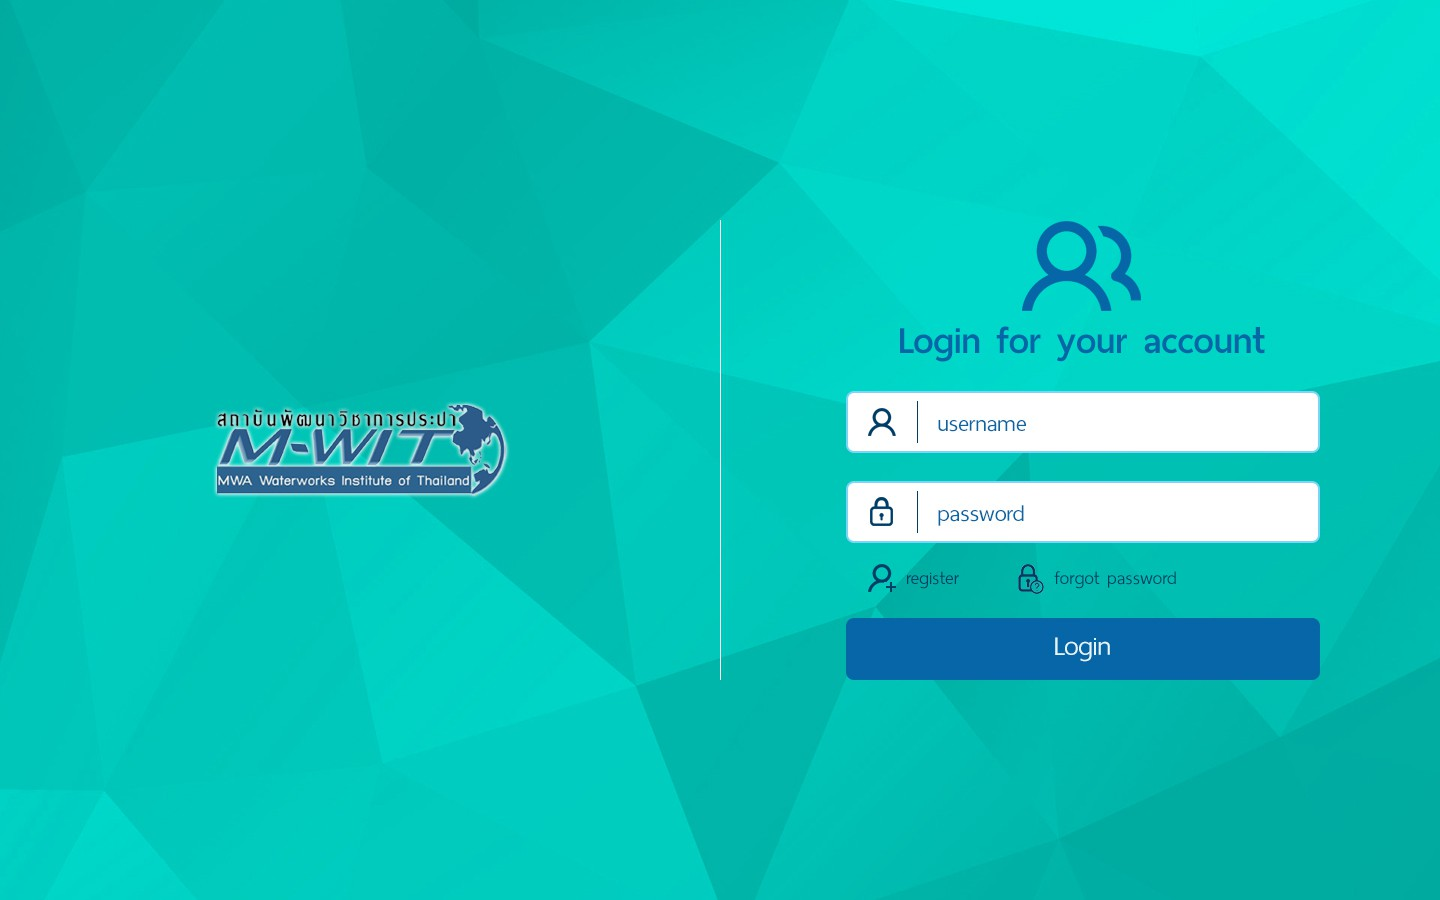 สถาบันพัฒนาวิชาการประปา
M-WIT
MWA Waterworks Institute of Thailand
Login for your account
username
password
register
forgot password
Login